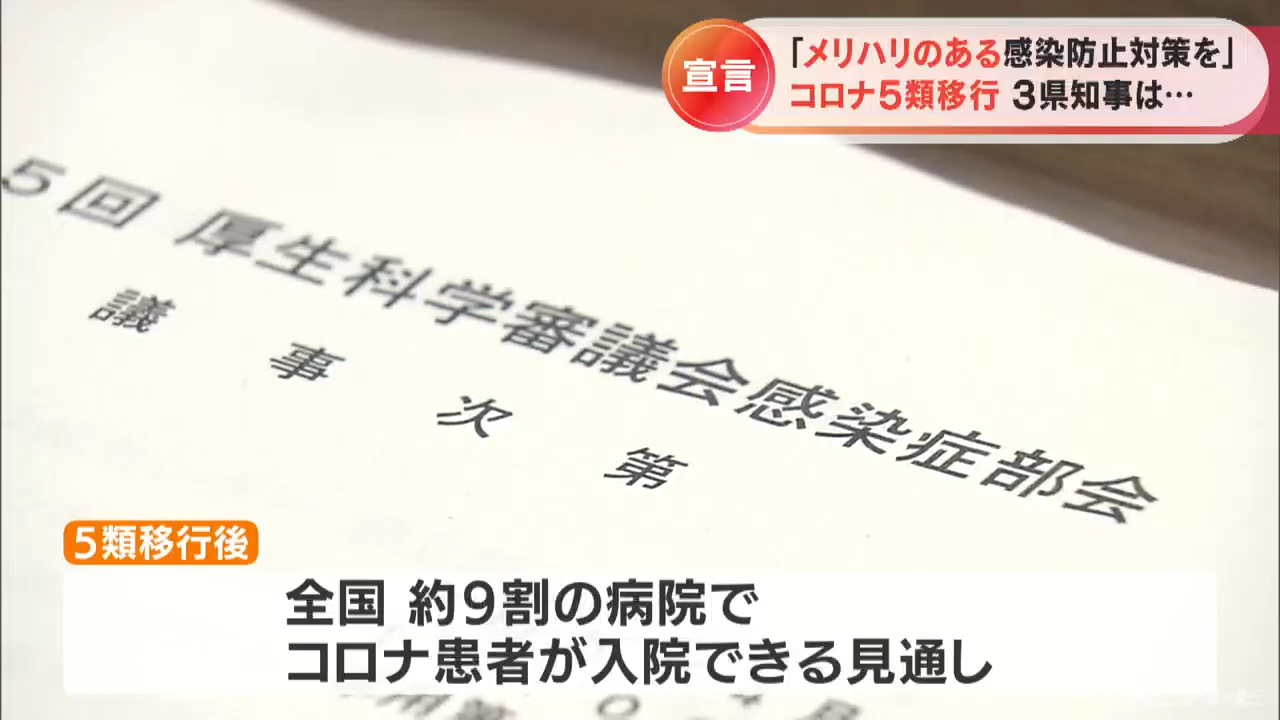 宣言
「メリハリのある感染防止対策を」
コロナ5類移行 3県知事は…
5回 厚生科学審議会感染症部会
議事次第
5類移行後
全国 約9割の病院で
コロナ患者が入院できる見通し